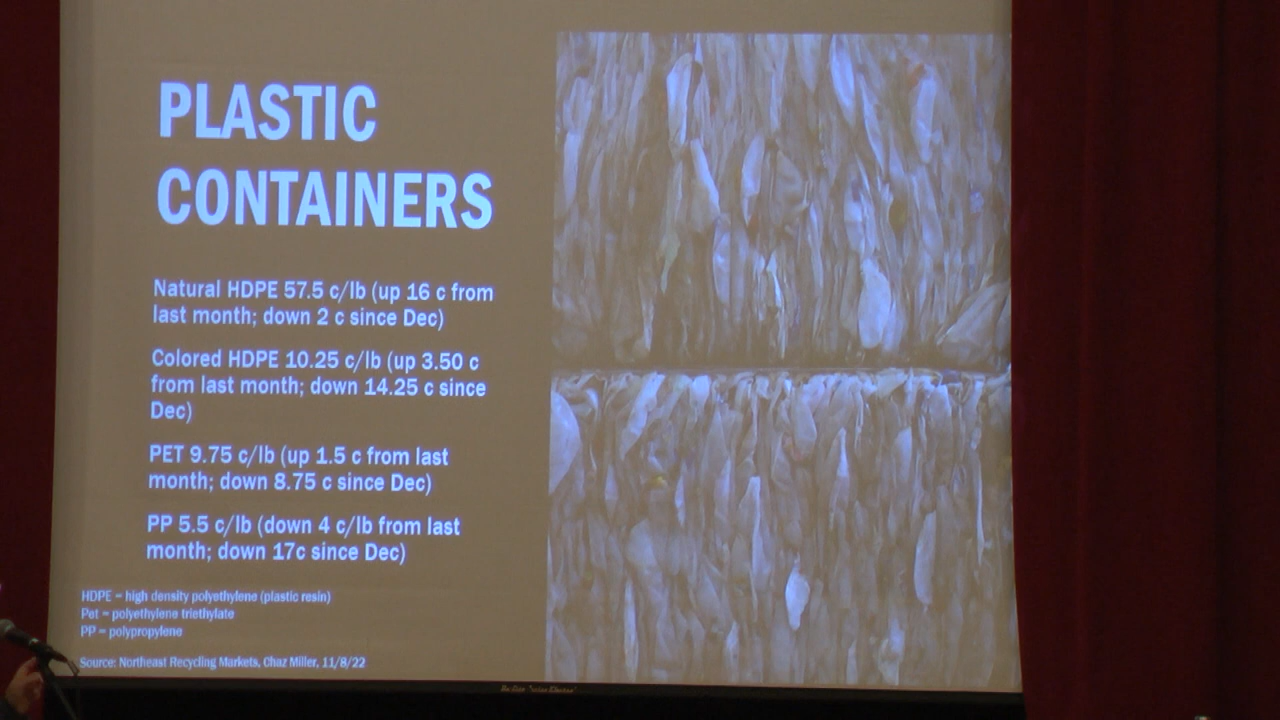 PLASTIC
CONTAINERS
Natural HDPE 57.5 c/lb (up 16 c from
last month; down 2 c since Dec)
Colored HDPE 10.25 c/lb (up 3.50 c
from last month; down 14.25 c since
Dec)
PET 9.75 c/lb (up 1.5 c from last
month; down 8.75 c since Dec)
PP 5.5 c/lb (down 4 c/lb from last
month; down 17c since Dec)
HDPE = high density polyethylene (plastic resin)
Pet = polyethylene triethylate
PP = polypropylene
Source: Northeast Recycling Markets, Chaz Miller, 11/8/22